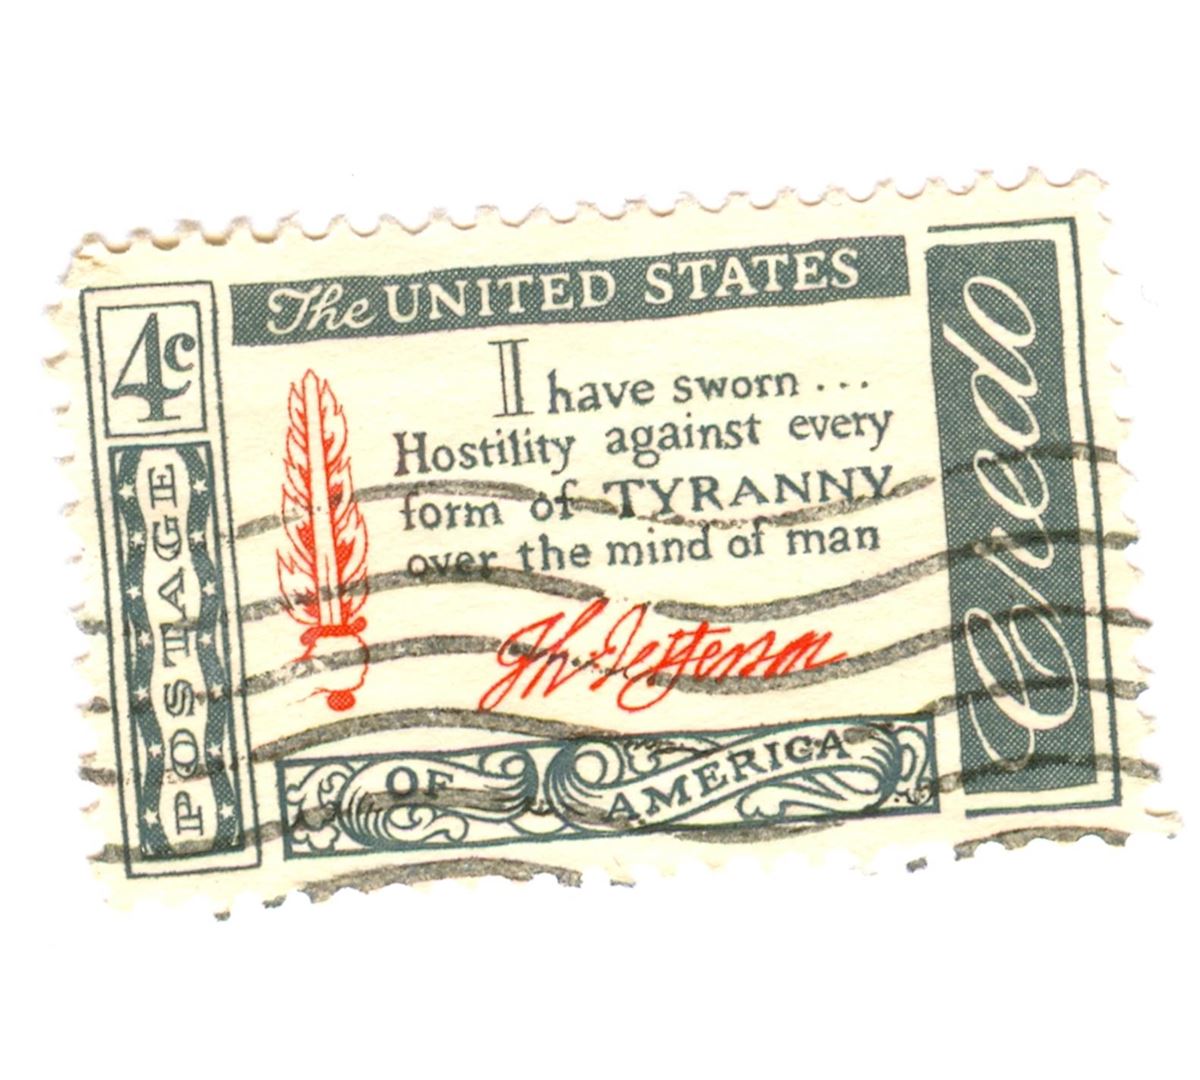 4c
POSTAGE
The UNITED STATES
I have sworn ...
Hostility against every
form of TYRANNY
over the mind of man
Th. Jefferson
OF AMERICA
Credo